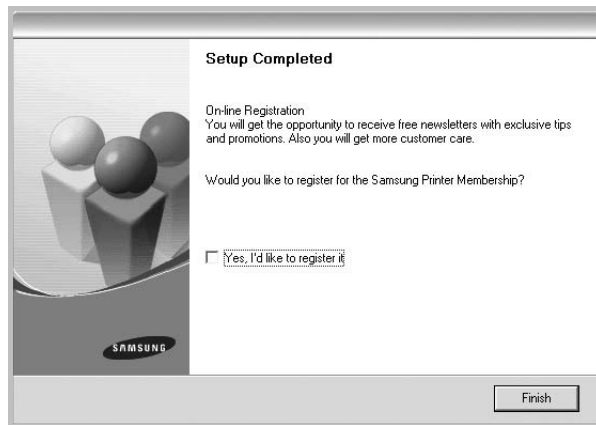 Setup Completed
On-line Registration
You will get the opportunity to receive free newsletters with exclusive tips
and promotions. Also you will get more customer care.
Would you like to register for the Samsung Printer Membership?
Yes, I'd like to register it
SAMSUNG
Finish